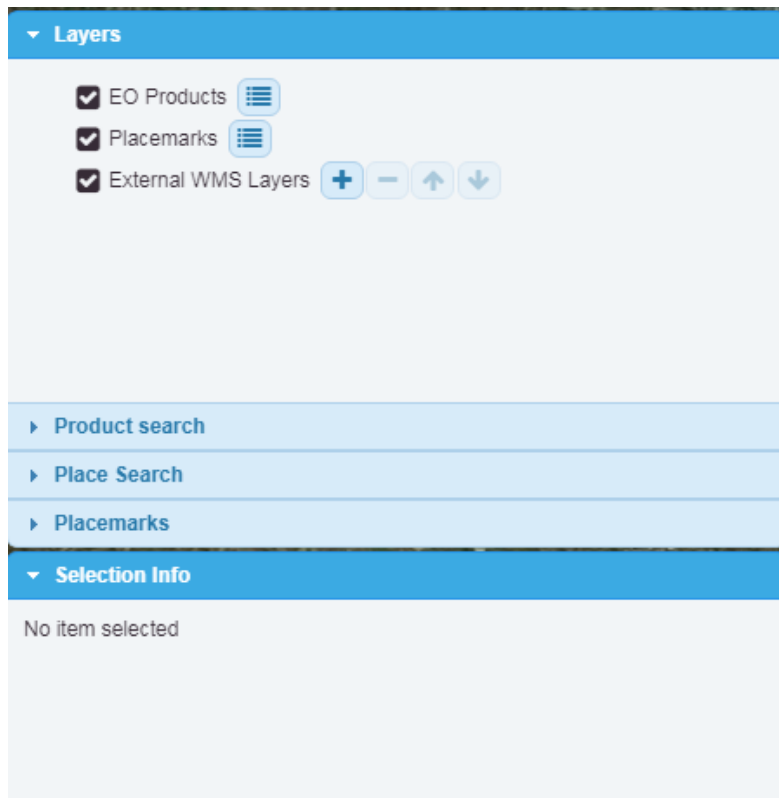 Layers
EO Products
Placemarks
External WMS Layers
Product search
Place Search
Placemarks
Selection Info
No item selected